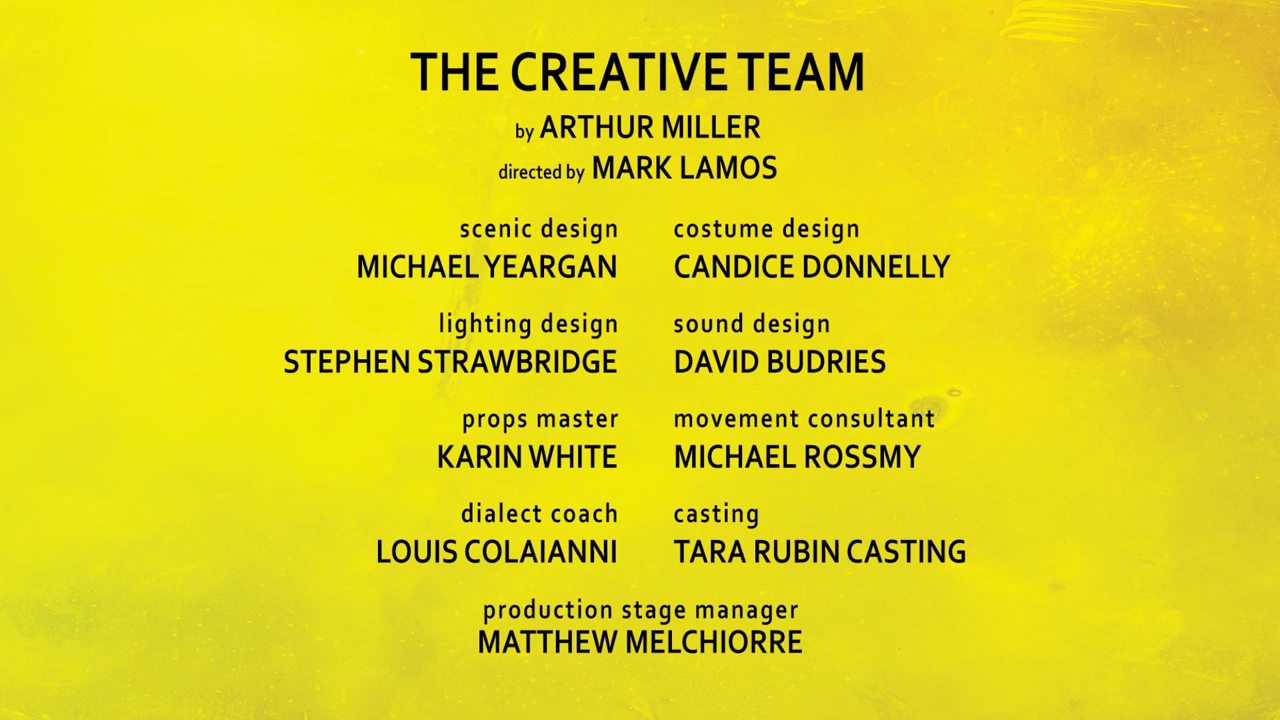 THE CREATIVE TEAM
by ARTHUR MILLER
directed by MARK LAMOS
scenic design
MICHAEL YEARGAN
costume design
CANDICE DONNELLY
lighting design
STEPHEN STRAWBRIDGE
sound design
DAVID BUDRIES
props master
KARIN WHITE
movement consultant
MICHAEL ROSSMY
dialect coach
LOUIS COLAIANNI
casting
TARA RUBIN CASTING
production stage manager
MATTHEW MELCHIORRE